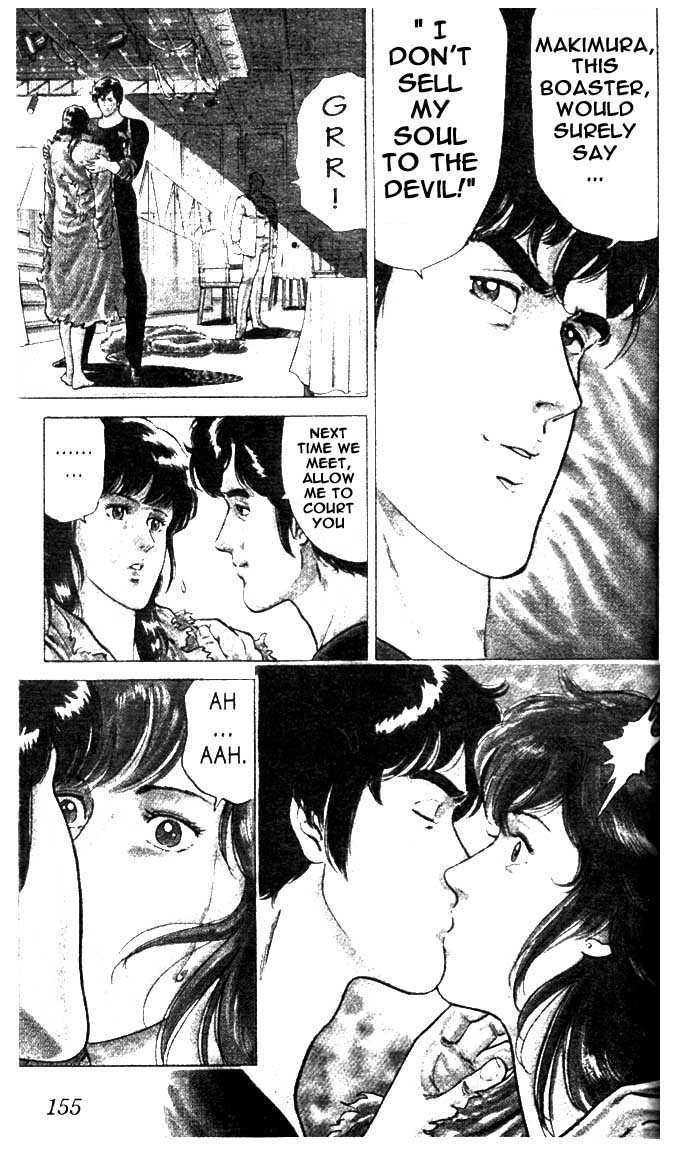 MAKIMURA,
THIS
BOASTER,
WOULD
SURELY
SAY
...
" I
DON'T
SELL
MY
SOUL
TO THE
DEVIL!"
G
R
R
!
NEXT
TIME WE
MEET,
ALLOW
ME TO
COURT
YOU
......
...
AH
...
AAH.
155